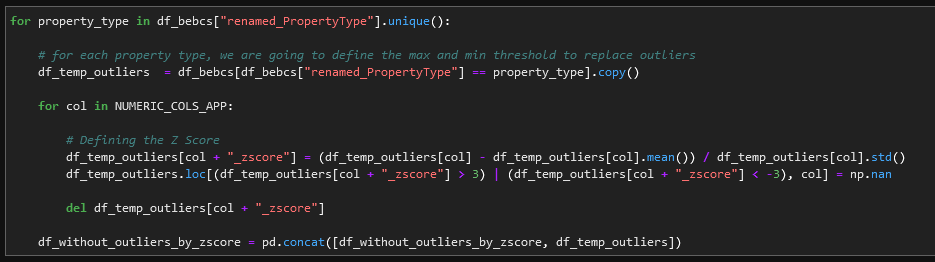 for property_type in df_bebcs["renamed_PropertyType"].unique():
# for each property type, we are going to define the max and min threshold to replace outliers
df_temp_outliers  = df_bebcs[df_bebcs["renamed_PropertyType"] == property_type].copy()
for col in NUMERIC_COLS_APP:
# Defining the Z Score
df_temp_outliers[col + "_zscore"] = (df_temp_outliers[col] - df_temp_outliers[col].mean()) / df_temp_outliers[col].std()
df_temp_outliers.loc[(df_temp_outliers[col + "_zscore"] > 3) | (df_temp_outliers[col + "_zscore"] < -3), col] = np.nan
del df_temp_outliers[col + "_zscore"]
df_without_outliers_by_zscore = pd.concat([df_without_outliers_by_zscore, df_temp_outliers])